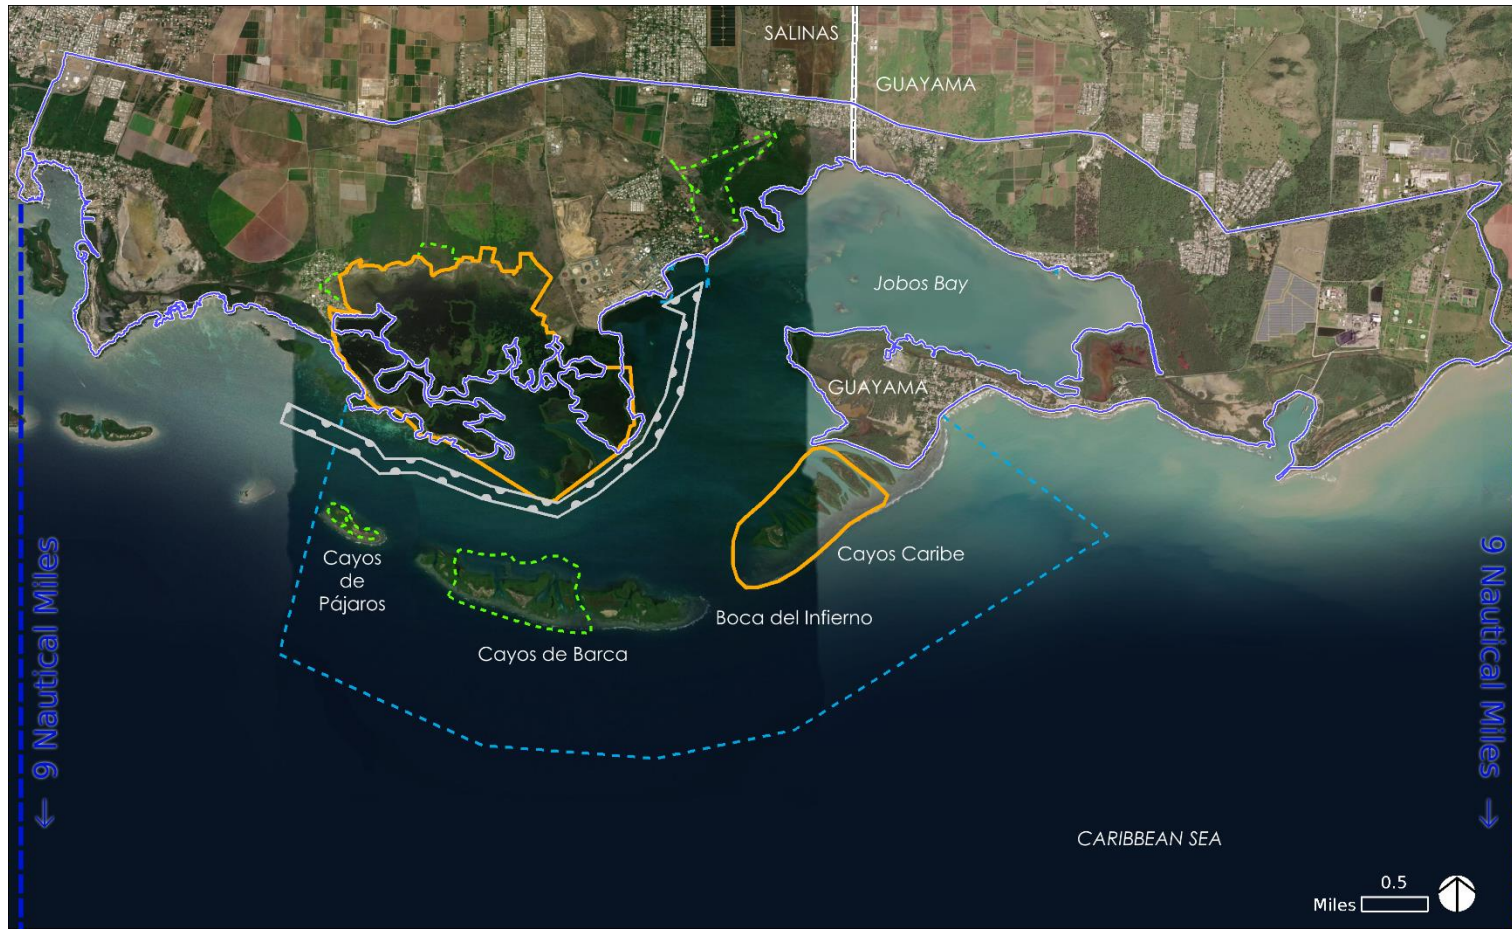 SALINAS
GUAYAMA
Jobos Bay
GUAYAMA
Cayos Caribe
Cayos
de
Pájaros
Boca del Infierno
Cayos de Barca
← 9 Nautical Miles
9 Nautical Miles →
CARIBBEAN SEA
0.5
Miles